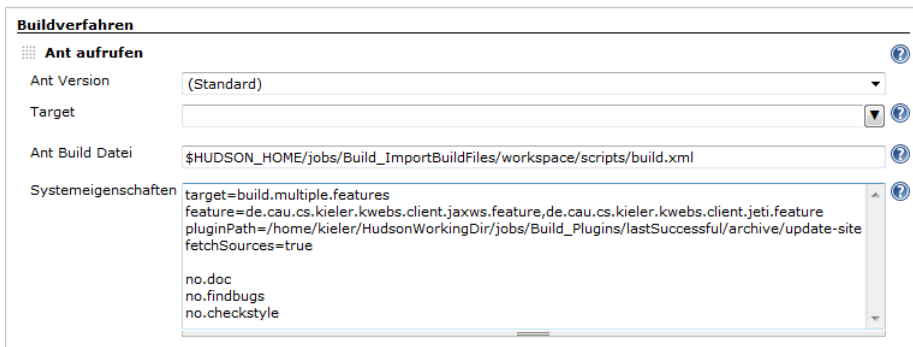 Buildverfahren
Ant aufrufen
Ant Version
(Standard)
Target
Ant Build Datei
$HUDSON_HOME/jobs/Build_ImportBuildFiles/workspace/scripts/build.xml
Systemeigenschaften
target=build.multiple.features
feature=de.cau.cs.kieler.kwebs.client.jaxws.feature,de.cau.cs.kieler.kwebs.client.jeti.feature
pluginPath=/home/kieler/HudsonWorkingDir/jobs/Build_Plugins/lastSuccessful/archive/update-site
fetchSources=true
no.doc
no.findbugs
no.checkstyle